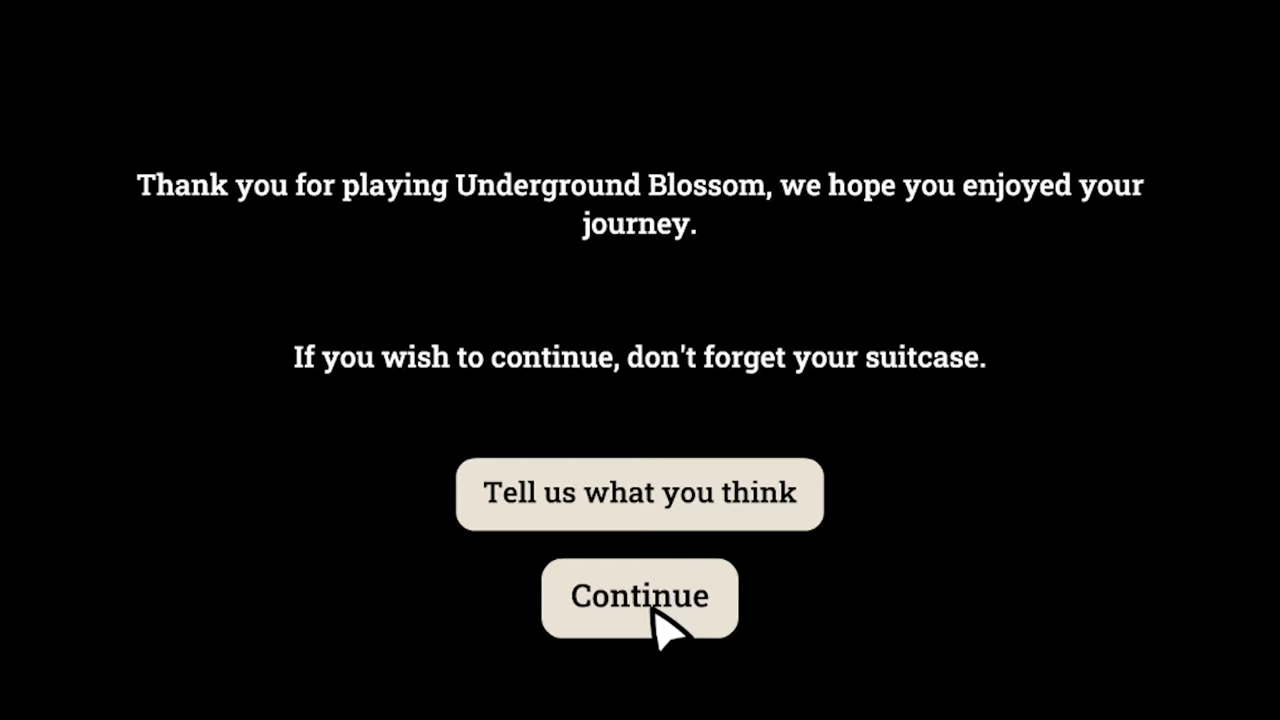 Thank you for playing Underground Blossom, we hope you enjoyed your
journey.
If you wish to continue, don't forget your suitcase.
Tell us what you think
Continue